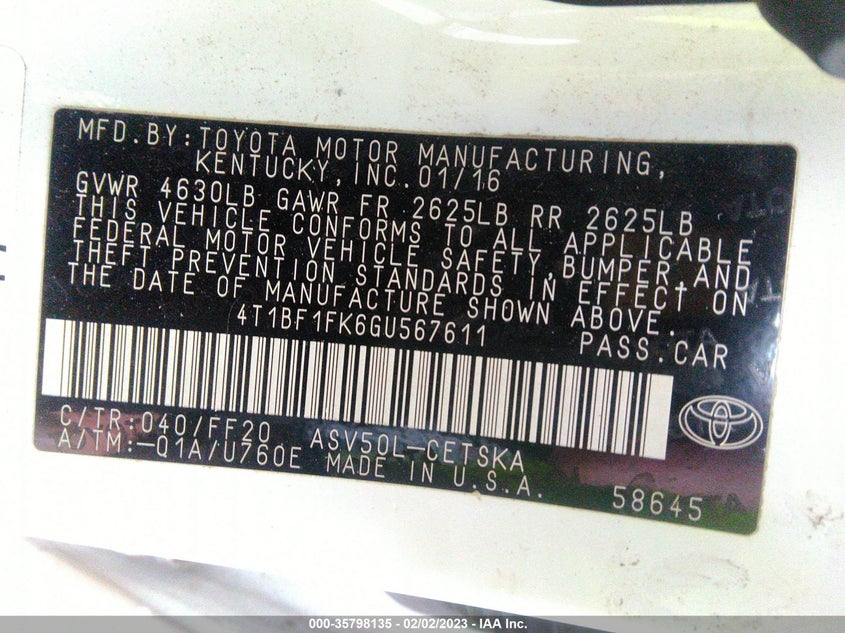 MFD.BY:TOYOTA MOTOR MANUFACTURING,
KENTUCKY,INC.01/16
GVWR 4630LB GAWR FR 2625LB RR 2625LB
THIS VEHICLE CONFORMS TO ALL APPLICABLE
FEDERAL MOTOR VEHICLE SAFETY,BUMPER,AND
THEFT PREVENTION STANDARDS IN EFFECT ON
THE DATE OF MANUFACTURE SHOWN ABOVE.
4T1BF1FK6GU567611 PASS.CAR
C/TR:040/FF20 ASV50L-CETSKA
A/TM:-01A/U760E MADE IN U.S.A. 58645
000-35798135 - 02/02/2023 - IAA Inc.